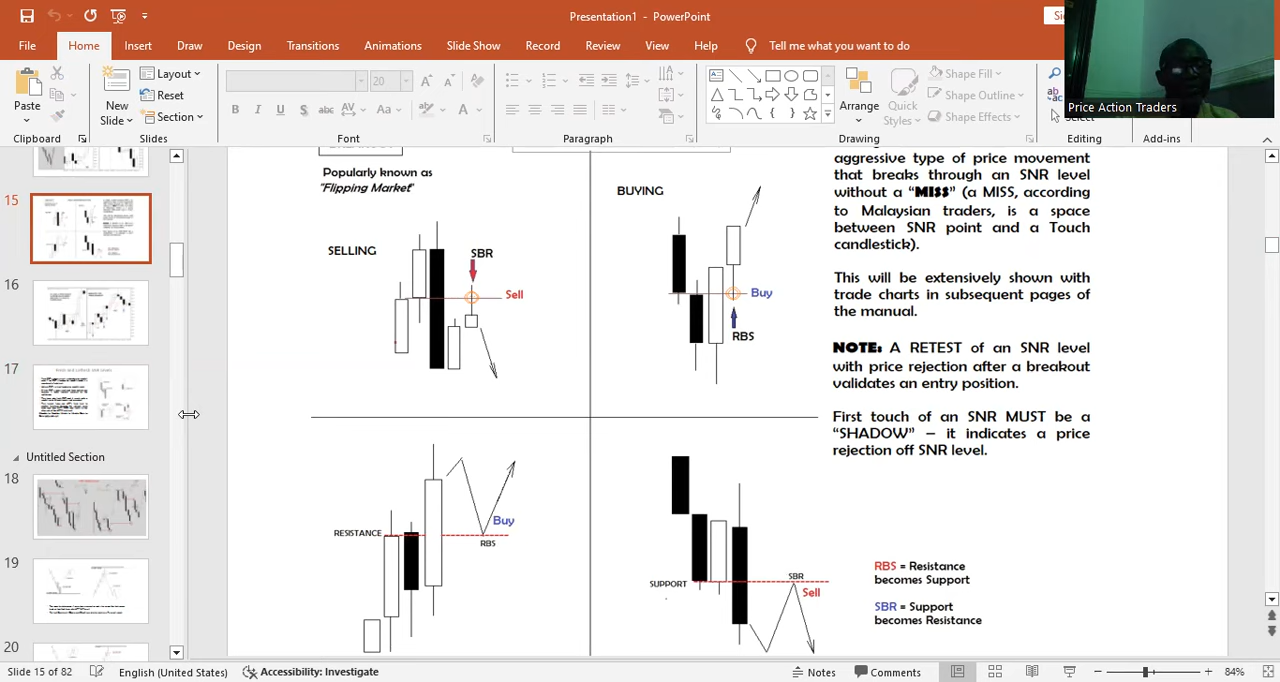 Presentation1 - PowerPoint
File Home Insert Draw Design Transitions Animations Slide Show Record Review View Help Tell me what you want to do
Price Action Traders
Paste
New
Slide
Layout
Reset
Section
20
B I U S abc AV Aa A
Arrange
Quick
Styles
Shape Fill
Shape Outline
Shape Effects
Select
Clipboard Slides Font Paragraph Drawing Editing Add-ins
15
16
17
Untitled Section
18
19
20
Popularly known as
"Flipping Market"
SELLING
SBR
Sell
BUYING
Buy
RBS
RESISTANCE
Buy
RBS
SUPPORT
SBR
Sell
aggressive type of price movement
that breaks through an SNR level
without a “MISS” (a MISS, according
to Malaysian traders, is a space
between SNR point and a Touch
candlestick).
This will be extensively shown with
trade charts in subsequent pages of
the manual.
NOTE: A RETEST of an SNR level
with price rejection after a breakout
validates an entry position.
First touch of an SNR MUST be a
“SHADOW” – it indicates a price
rejection off SNR level.
RBS = Resistance
becomes Support
SBR = Support
becomes Resistance
Slide 15 of 82 English (United States) Accessibility: Investigate Notes Comments 84%